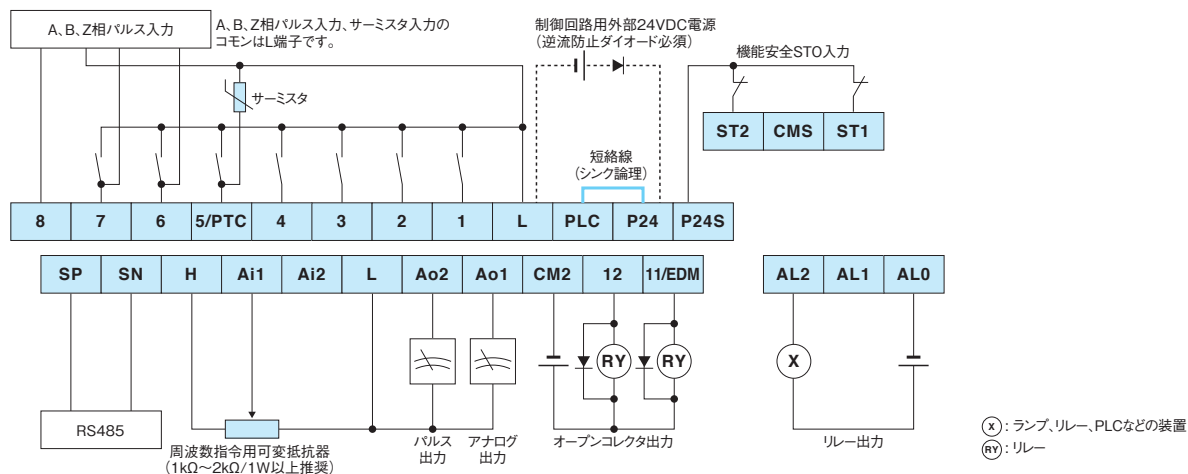 A、B、Z相パルス入力
A、B、Z相パルス入力、サーミスタ入力の
コモンはL端子です。
制御回路用外部24VDC電源
（逆流防止ダイオード必須）
機能安全STO入力
サーミスタ
ST2 CMS ST1
短絡線
（シンク論理）
8 7 6 5/PTC 4 3 2 1 L PLC P24 P24S
SP SN H Ai1 Ai2 L Ao2 Ao1 CM2 12 11/EDM
AL2 AL1 AL0
RY RY
X
RS485
周波数指令用可変抵抗器
（1kΩ～2kΩ/1W以上推奨）
パルス
出力
アナログ
出力
オープンコレクタ出力
リレー出力
X：ランプ、リレー、PLCなどの装置
RY：リレー